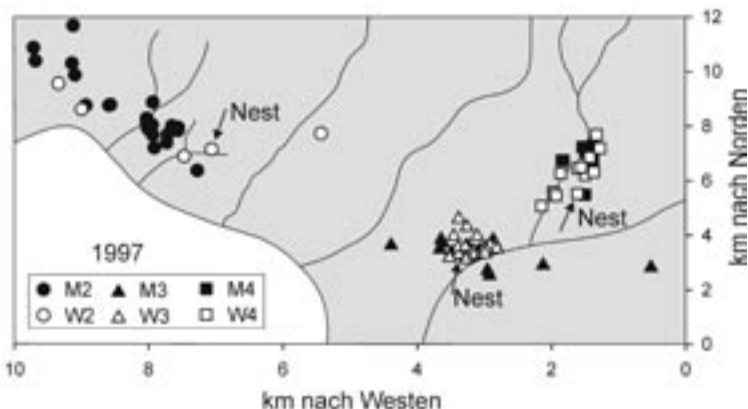 12
10
Nest
8
6
Nest
1997
4
M2 M3 M4
W2 W3 W4
Nest
2
0
10 8 6 4 2 0
km nach Westen
km nach Norden